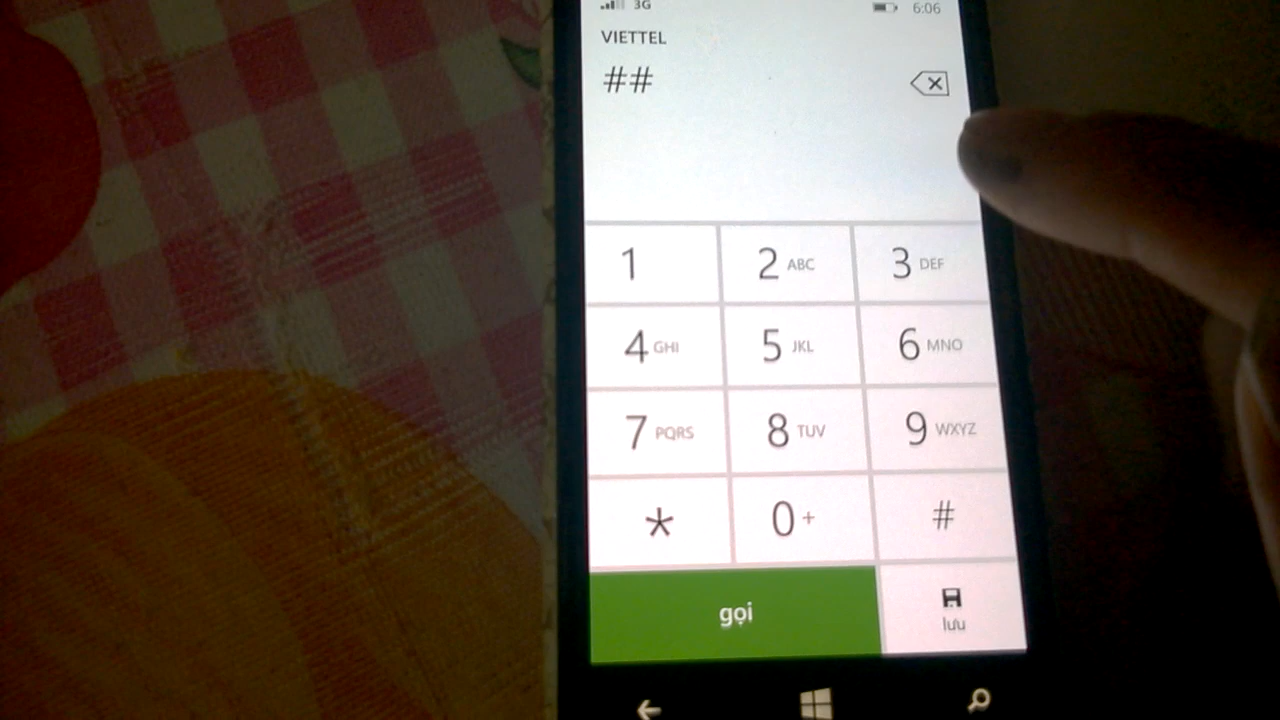 3G 6:06
VIETTEL
##
1 2 ABC 3 DEF
4 GHI 5 JKL 6 MNO
7 PQRS 8 TUV 9 WXYZ
* 0 + #
gọi lưu